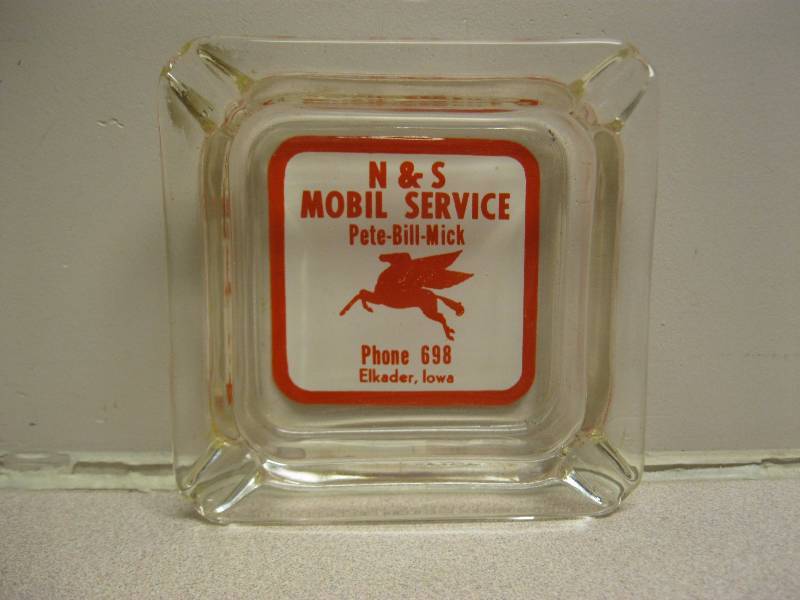 N & S
MOBIL SERVICE
Pete-Bill-Mick
Phone 698
Elkader, Iowa